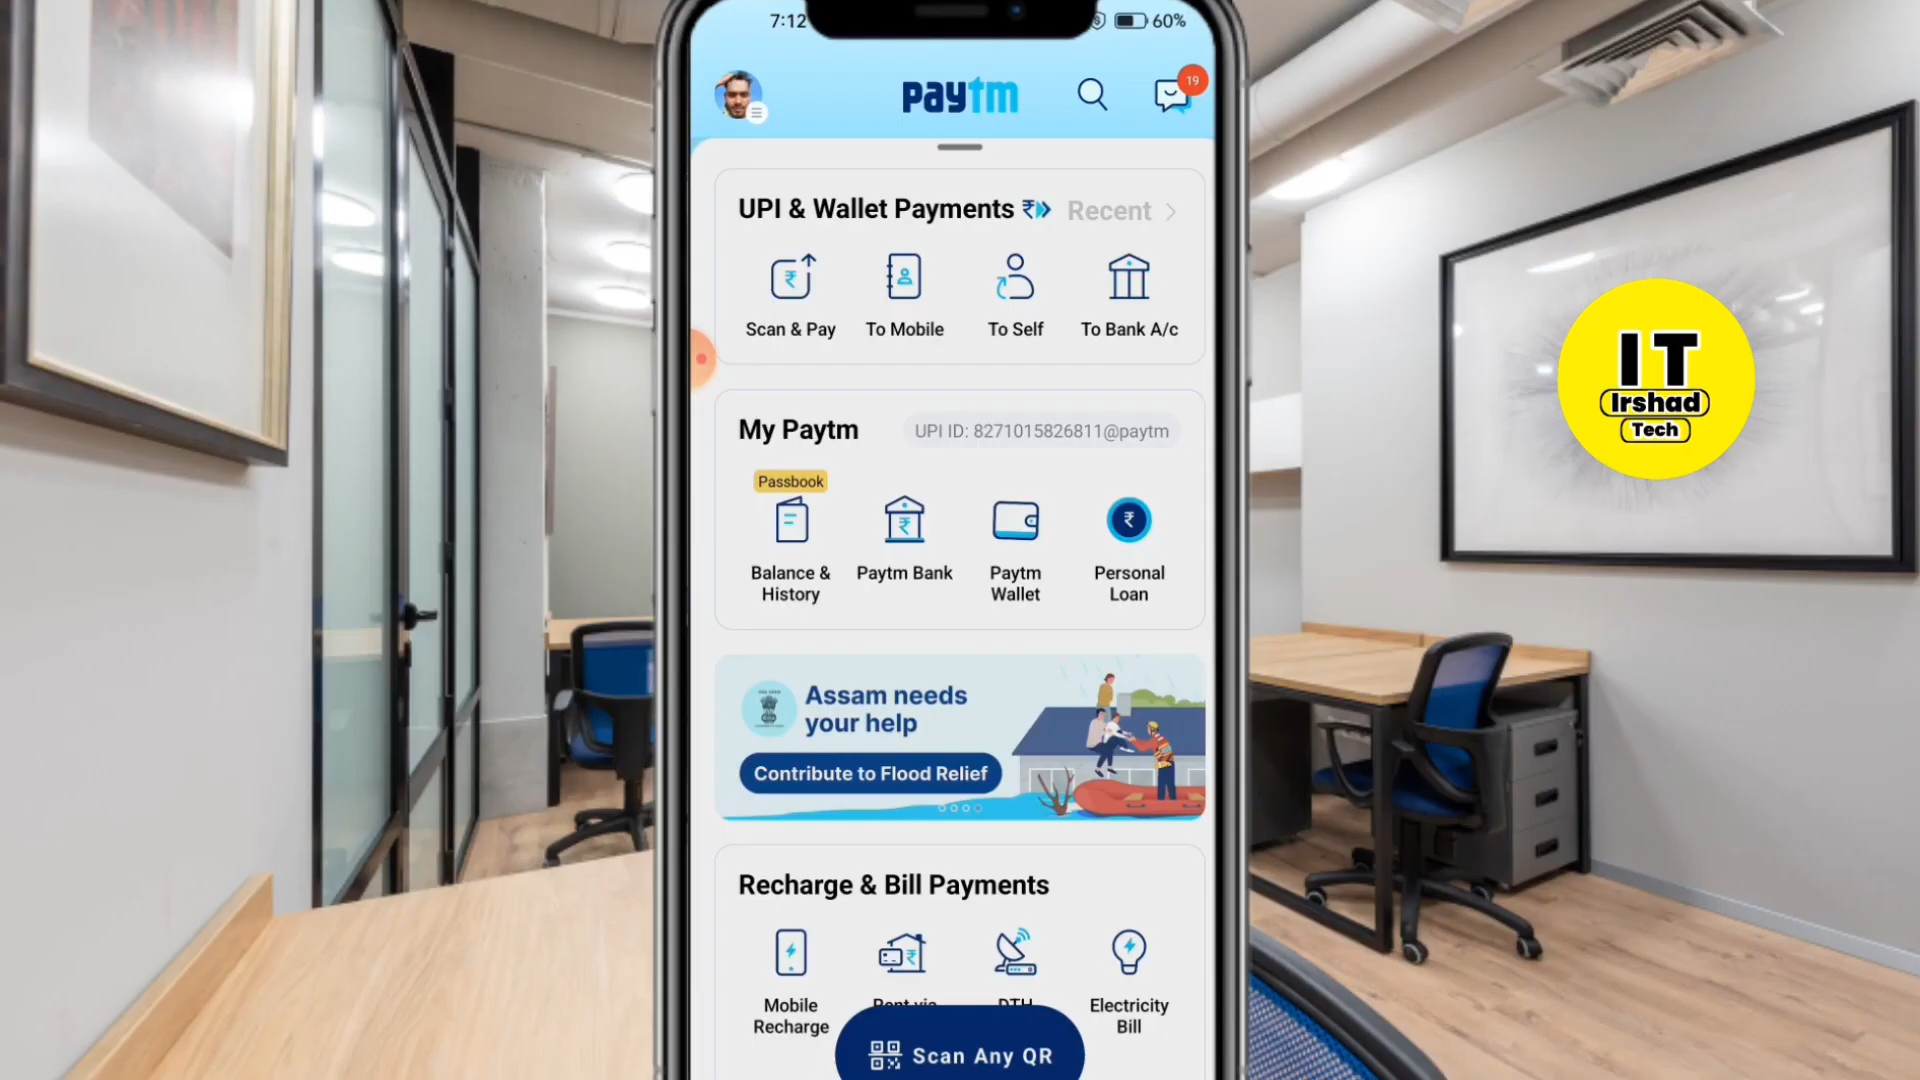 7:12
60%
paytm
19
UPI & Wallet Payments
Recent
Scan & Pay
To Mobile
To Self
To Bank A/c
My Paytm
UPI ID: 8271015826811@paytm
Passbook
Balance &
History
Paytm Bank
Paytm
Wallet
Personal
Loan
Assam needs
your help
Contribute to Flood Relief
Recharge & Bill Payments
Mobile
Recharge
Rent via
DTH
Electricity
Bill
Scan Any QR
IT
Irshad
Tech